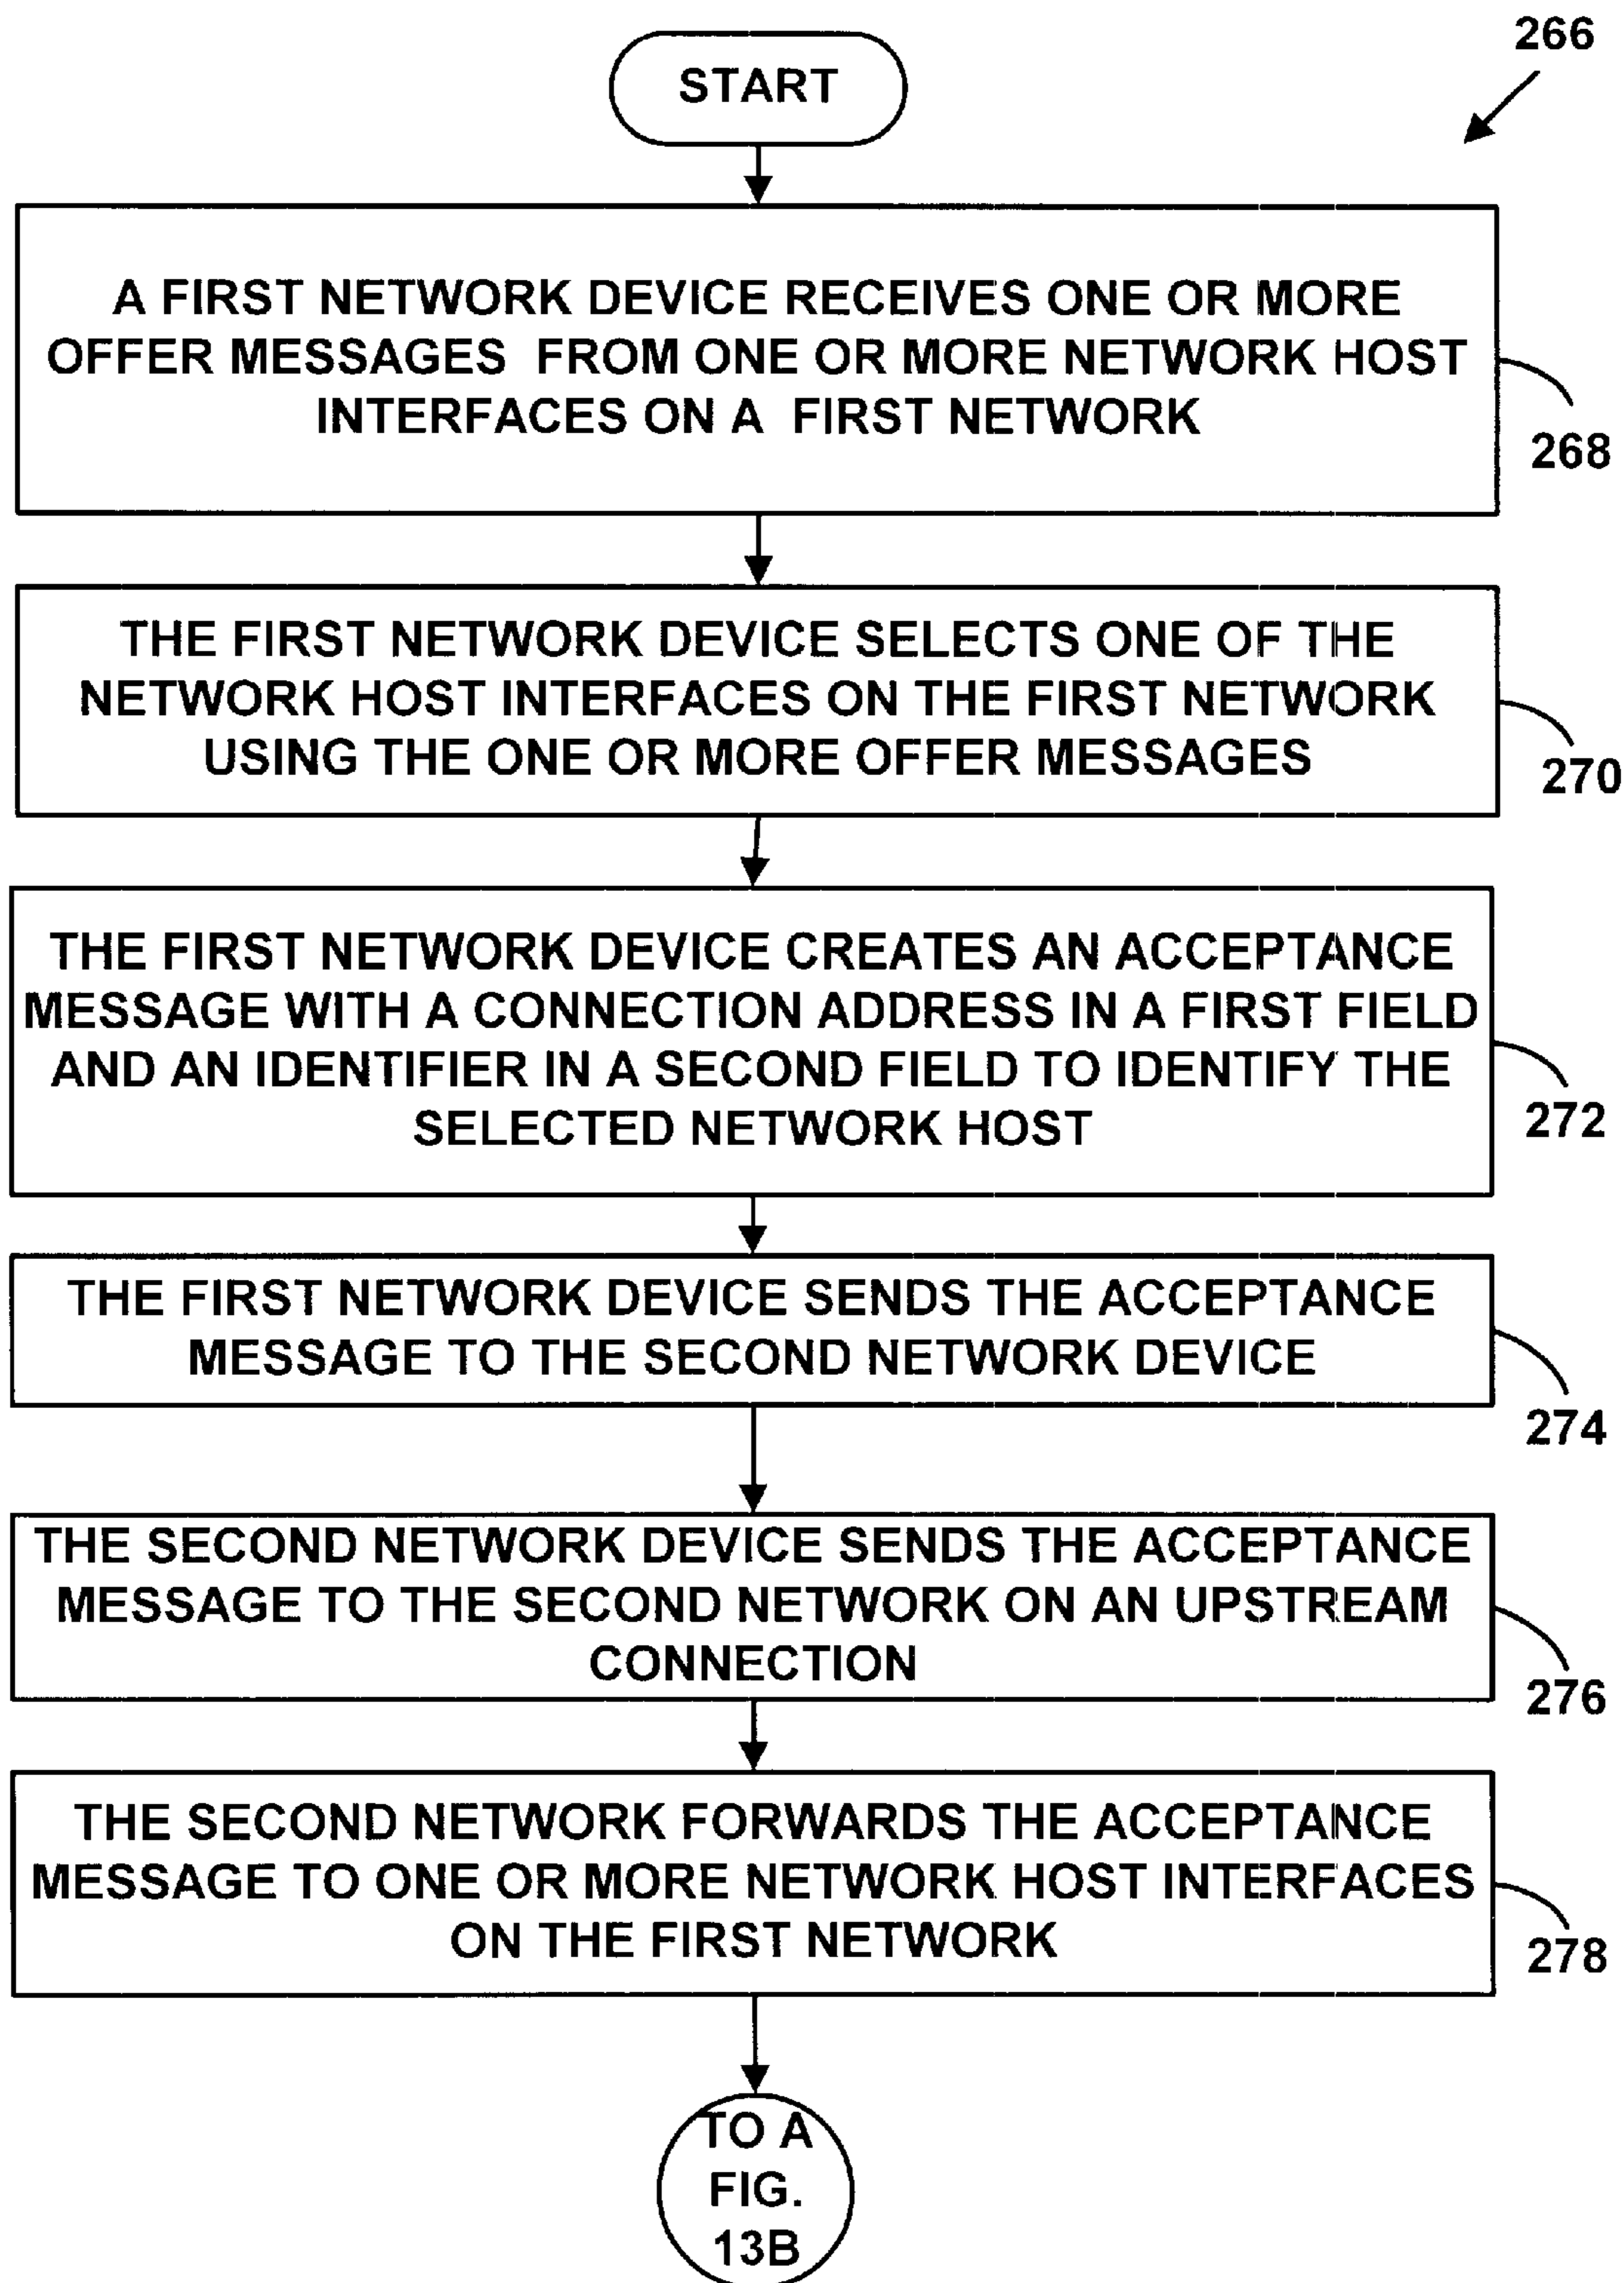 266
START
A FIRST NETWORK DEVICE RECEIVES ONE OR MORE
OFFER MESSAGES FROM ONE OR MORE NETWORK HOST
INTERFACES ON A FIRST NETWORK
268
THE FIRST NETWORK DEVICE SELECTS ONE OF THE
NETWORK HOST INTERFACES ON THE FIRST NETWORK
USING THE ONE OR MORE OFFER MESSAGES
270
THE FIRST NETWORK DEVICE CREATES AN ACCEPTANCE
MESSAGE WITH A CONNECTION ADDRESS IN A FIRST FIELD
AND AN IDENTIFIER IN A SECOND FIELD TO IDENTIFY THE
SELECTED NETWORK HOST
272
THE FIRST NETWORK DEVICE SENDS THE ACCEPTANCE
MESSAGE TO THE SECOND NETWORK DEVICE
274
THE SECOND NETWORK DEVICE SENDS THE ACCEPTANCE
MESSAGE TO THE SECOND NETWORK ON AN UPSTREAM
CONNECTION
276
THE SECOND NETWORK FORWARDS THE ACCEPTANCE
MESSAGE TO ONE OR MORE NETWORK HOST INTERFACES
ON THE FIRST NETWORK
278
TO A
FIG.
13B